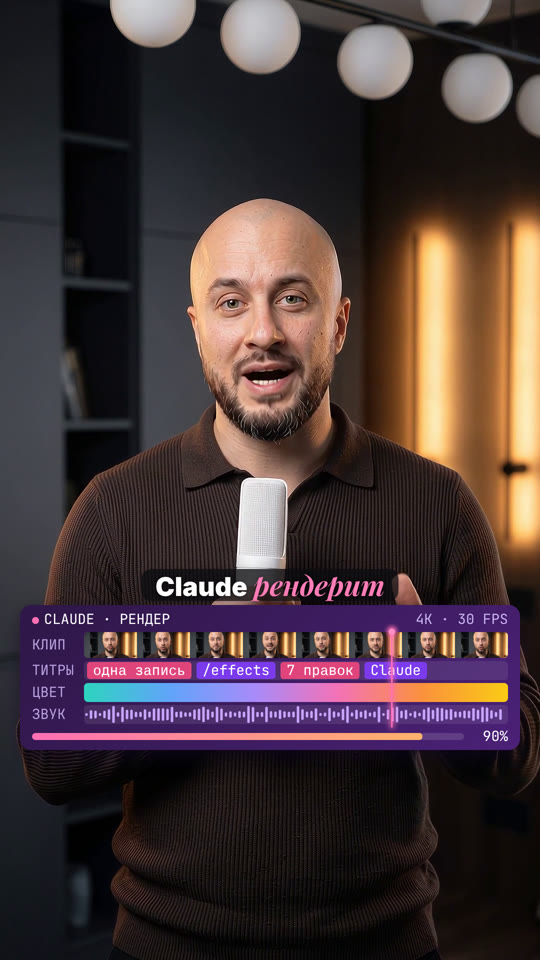 Claude рендерит
CLAUDE · РЕНДЕР 4K · 30 FPS
КЛИП
ТИТРЫ одна запись /effects 7 правок Claude
ЦВЕТ
ЗВУК
90%